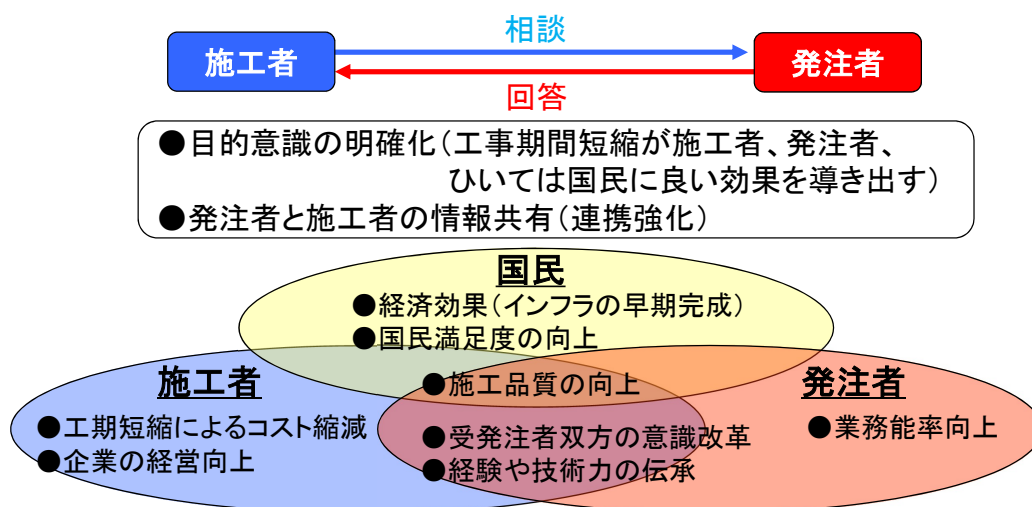 相談
施工者
発注者
回答
●目的意識の明確化(工事期間短縮が施工者、発注者、
ひいては国民に良い効果を導き出す)
●発注者と施工者の情報共有(連携強化)
国民
●経済効果(インフラの早期完成)
●国民満足度の向上
施工者
●工期短縮によるコスト縮減
●企業の経営向上
●施工品質の向上
●受発注者双方の意識改革
●経験や技術力の伝承
発注者
●業務能率向上